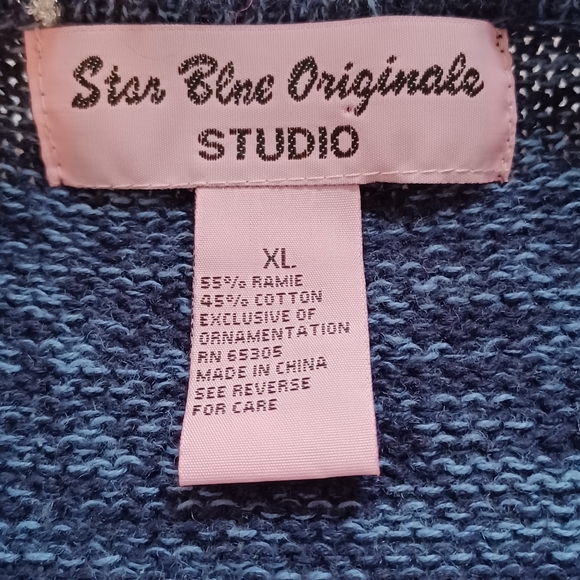 Star Blue Originals
STUDIO
XL
55% RAMIE
45% COTTON
EXCLUSIVE OF
ORNAMENTATION
RN 65305
MADE IN CHINA
SEE REVERSE
FOR CARE